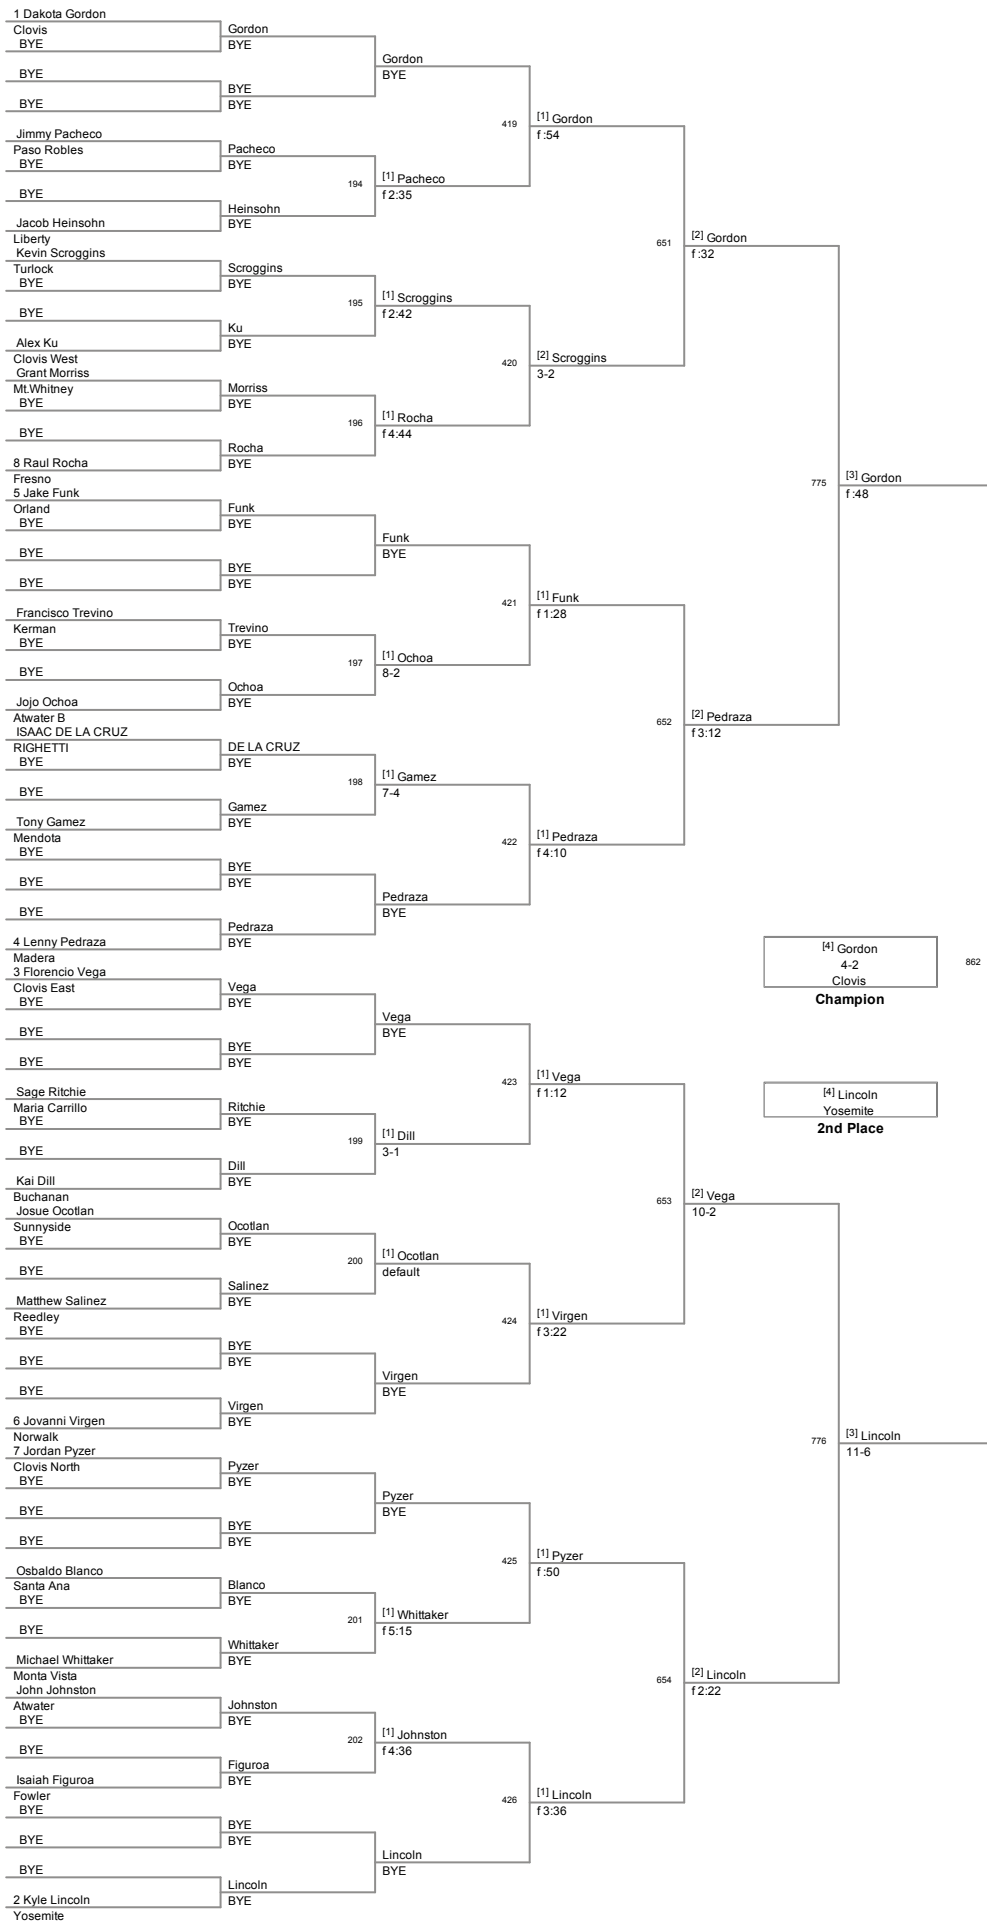 1 Dakota Gordon
Clovis
BYE
BYE
BYE
Jimmy Pacheco
Paso Robles
BYE
BYE
Jacob Heinsohn
Liberty
Kevin Scroggins
Turlock
BYE
BYE
Alex Ku
Clovis West
Grant Morriss
Mt.Whitney
BYE
BYE
8 Raul Rocha
Fresno
5 Jake Funk
Orland
BYE
BYE
BYE
Francisco Trevino
Kerman
BYE
BYE
Jojo Ochoa
Atwater B
ISAAC DE LA CRUZ
RIGHETTI
BYE
BYE
Tony Gamez
Mendota
BYE
BYE
BYE
4 Lenny Pedraza
Madera
3 Florencio Vega
Clovis East
BYE
BYE
BYE
Sage Ritchie
Maria Carrillo
BYE
BYE
Kai Dill
Buchanan
Josue Ocotlan
Sunnyside
BYE
BYE
Matthew Salinez
Reedley
BYE
BYE
BYE
6 Jovanni Virgen
Norwalk
7 Jordan Pyzer
Clovis North
BYE
BYE
BYE
Osbaldo Blanco
Santa Ana
BYE
BYE
Michael Whittaker
Monta Vista
John Johnston
Atwater
BYE
BYE
Isaiah Figuroa
Fowler
BYE
BYE
BYE
2 Kyle Lincoln
Yosemite
Gordon
BYE
BYE
BYE
Pacheco
BYE
Heinsohn
BYE
Scroggins
BYE
Ku
BYE
Morriss
BYE
Rocha
BYE
Funk
BYE
BYE
BYE
Trevino
BYE
Ochoa
BYE
DE LA CRUZ
BYE
Gamez
BYE
BYE
BYE
Pedraza
BYE
Vega
BYE
BYE
BYE
Ritchie
BYE
Dill
BYE
Ocotlan
BYE
Salinez
BYE
BYE
BYE
Virgen
BYE
Pyzer
BYE
BYE
BYE
Blanco
BYE
Whittaker
BYE
Johnston
BYE
Figuroa
BYE
BYE
BYE
Lincoln
BYE
Gordon
BYE
194
[1] Pacheco
f 2:35
195
[1] Scroggins
f 2:42
196
[1] Rocha
f 4:44
Funk
BYE
197
[1] Ochoa
8-2
198
[1] Gamez
7-4
Pedraza
BYE
Vega
BYE
199
[1] Dill
3-1
200
[1] Ocotlan
default
Virgen
BYE
Pyzer
BYE
201
[1] Whittaker
f 5:15
202
[1] Johnston
f 4:36
Lincoln
BYE
419
[1] Gordon
f :54
420
[2] Scroggins
3-2
421
[1] Funk
f 1:28
422
[1] Pedraza
f 4:10
423
[1] Vega
f 1:12
424
[1] Virgen
f 3:22
425
[1] Pyzer
f :50
426
[1] Lincoln
f 3:36
651
[2] Gordon
f :32
652
[2] Pedraza
f 3:12
653
[2] Vega
10-2
654
[2] Lincoln
f 2:22
775
[3] Gordon
f :48
776
[3] Lincoln
11-6
[4] Gordon
4-2
Clovis
Champion
862
[4] Lincoln
Yosemite
2nd Place